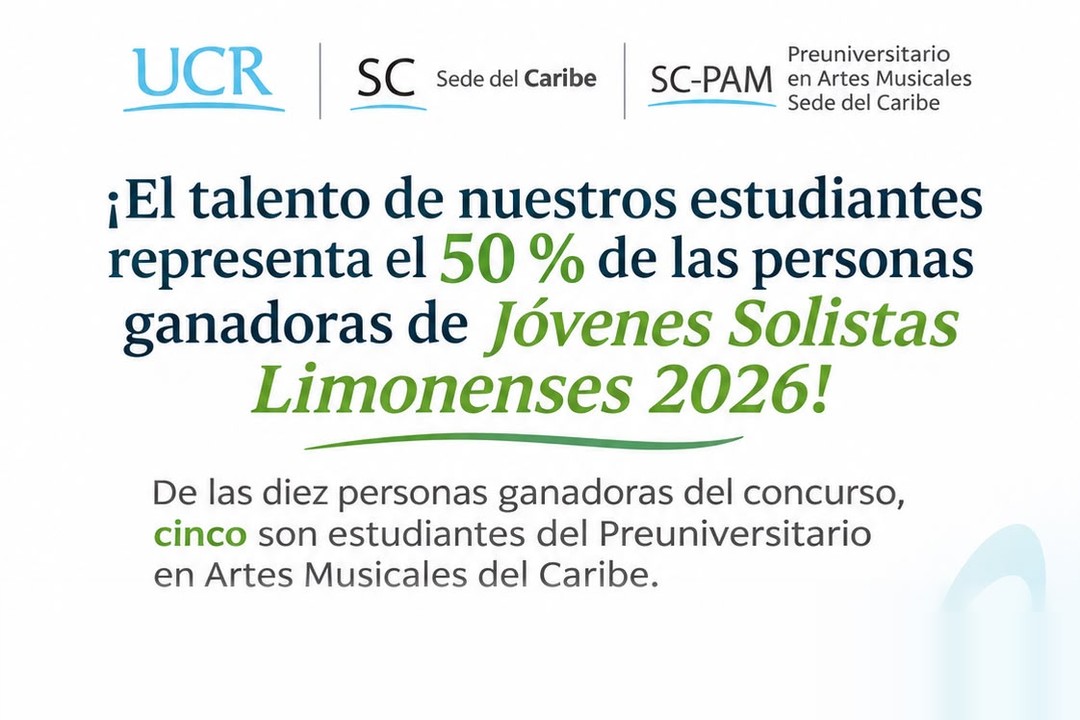 UCR
SC Sede del Caribe
SC-PAM
Preuniversitario
en Artes Musicales
Sede del Caribe
¡El talento de nuestros estudiantes
representa el 50 % de las personas
ganadoras de Jóvenes Solistas
Limonenses 2026!
De las diez personas ganadoras del concurso,
cinco son estudiantes del Preuniversitario
en Artes Musicales del Caribe.